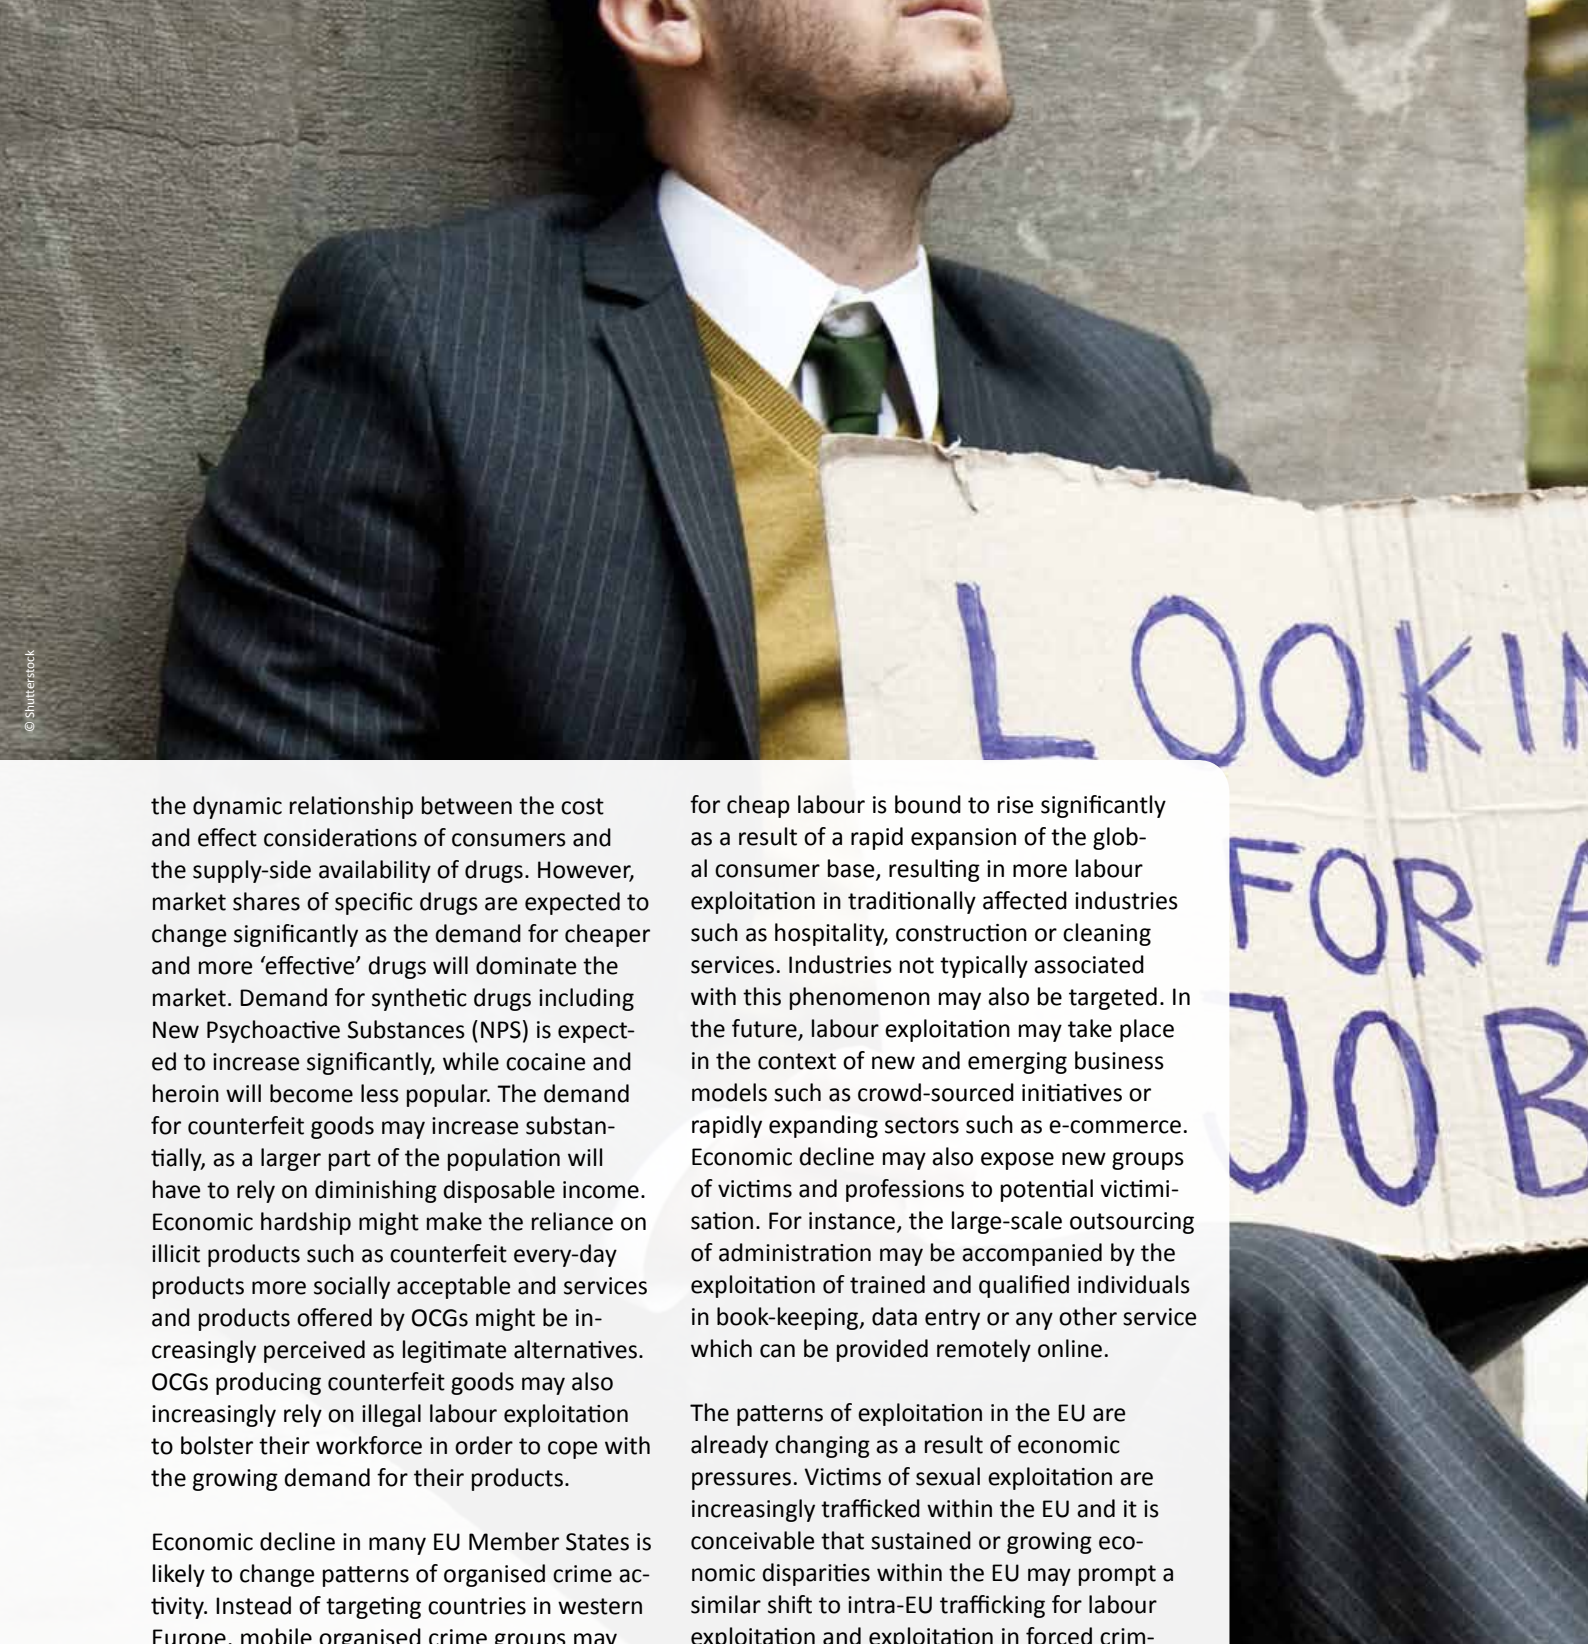 LOOKIN
FOR A
JOB
© Shutterstock
the dynamic relationship between the cost
and effect considerations of consumers and
the supply-side availability of drugs. However,
market shares of specific drugs are expected to
change significantly as the demand for cheaper
and more ‘effective’ drugs will dominate the
market. Demand for synthetic drugs including
New Psychoactive Substances (NPS) is expect-
ed to increase significantly, while cocaine and
heroin will become less popular. The demand
for counterfeit goods may increase substan-
tially, as a larger part of the population will
have to rely on diminishing disposable income.
Economic hardship might make the reliance on
illicit products such as counterfeit every-day
products more socially acceptable and services
and products offered by OCGs might be in-
creasingly perceived as legitimate alternatives.
OCGs producing counterfeit goods may also
increasingly rely on illegal labour exploitation
to bolster their workforce in order to cope with
the growing demand for their products.
Economic decline in many EU Member States is
likely to change patterns of organised crime ac-
tivity. Instead of targeting countries in western
Europe, mobile organised crime groups may
for cheap labour is bound to rise significantly
as a result of a rapid expansion of the glob-
al consumer base, resulting in more labour
exploitation in traditionally affected industries
such as hospitality, construction or cleaning
services. Industries not typically associated
with this phenomenon may also be targeted. In
the future, labour exploitation may take place
in the context of new and emerging business
models such as crowd-sourced initiatives or
rapidly expanding sectors such as e-commerce.
Economic decline may also expose new groups
of victims and professions to potential victimi-
sation. For instance, the large-scale outsourcing
of administration may be accompanied by the
exploitation of trained and qualified individuals
in book-keeping, data entry or any other service
which can be provided remotely online.
The patterns of exploitation in the EU are
already changing as a result of economic
pressures. Victims of sexual exploitation are
increasingly trafficked within the EU and it is
conceivable that sustained or growing eco-
nomic disparities within the EU may prompt a
similar shift to intra-EU trafficking for labour
exploitation and exploitation in forced crim-